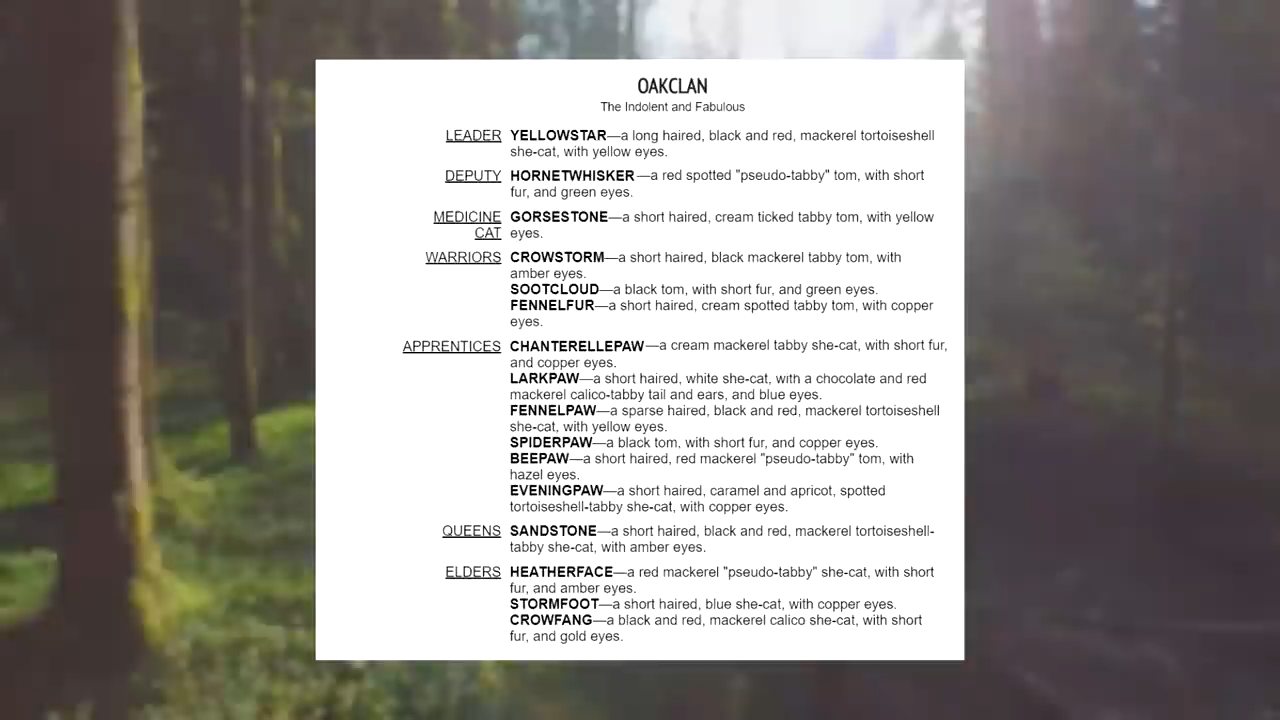 OAKCLAN
The Indolent and Fabulous
LEADER YELLOWSTAR—a long haired, black and red, mackerel tortoiseshell
she-cat, with yellow eyes.
DEPUTY HORNETWHISKER—a red spotted "pseudo-tabby" tom, with short
fur, and green eyes.
MEDICINE GORSESTONE—a short haired, cream ticked tabby tom, with yellow
CAT eyes.
WARRIORS CROWSTORM—a short haired, black mackerel tabby tom, with
amber eyes.
SOOTCLOUD—a black tom, with short fur, and green eyes.
FENNELFUR—a short haired, cream spotted tabby tom, with copper
eyes.
APPRENTICES CHANTERELLEPAW—a cream mackerel tabby she-cat, with short fur,
and copper eyes.
LARKPAW—a short haired, white she-cat, with a chocolate and red
mackerel calico-tabby tail and ears, and blue eyes.
FENNELPAW—a sparse haired, black and red, mackerel tortoiseshell
she-cat, with yellow eyes.
SPIDERPAW—a black tom, with short fur, and copper eyes.
BEEPAW—a short haired, red mackerel "pseudo-tabby" tom, with
hazel eyes.
EVENINGPAW—a short haired, caramel and apricot, spotted
tortoiseshell-tabby she-cat, with copper eyes.
QUEENS SANDSTONE—a short haired, black and red, mackerel tortoiseshell-
tabby she-cat, with amber eyes.
ELDERS HEATHERFACE—a red mackerel "pseudo-tabby" she-cat, with short
fur, and amber eyes.
STORMFOOT—a short haired, blue she-cat, with copper eyes.
CROWFANG—a black and red, mackerel calico she-cat, with short
fur, and gold eyes.